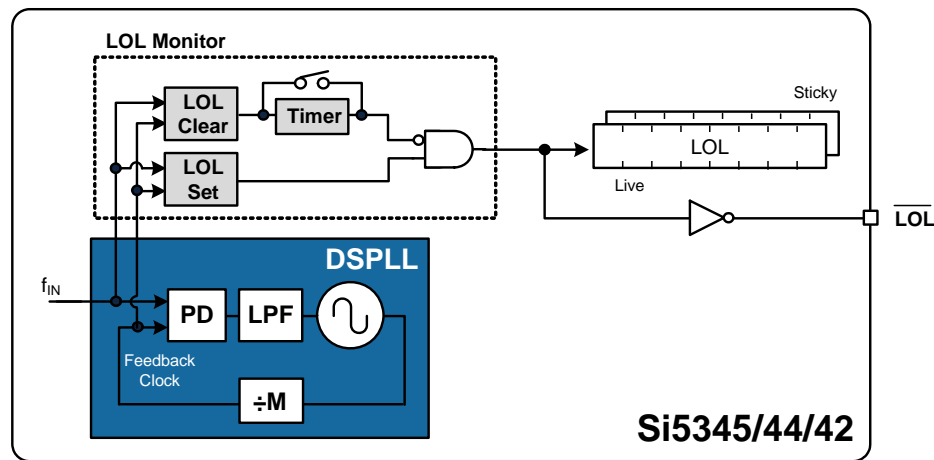 LOL Monitor
LOL
Clear
Timer
LOL
Set
Sticky
LOL
Live
LOL
DSPLL
fIN
PD
LPF
Feedback
Clock
÷M
Si5345/44/42